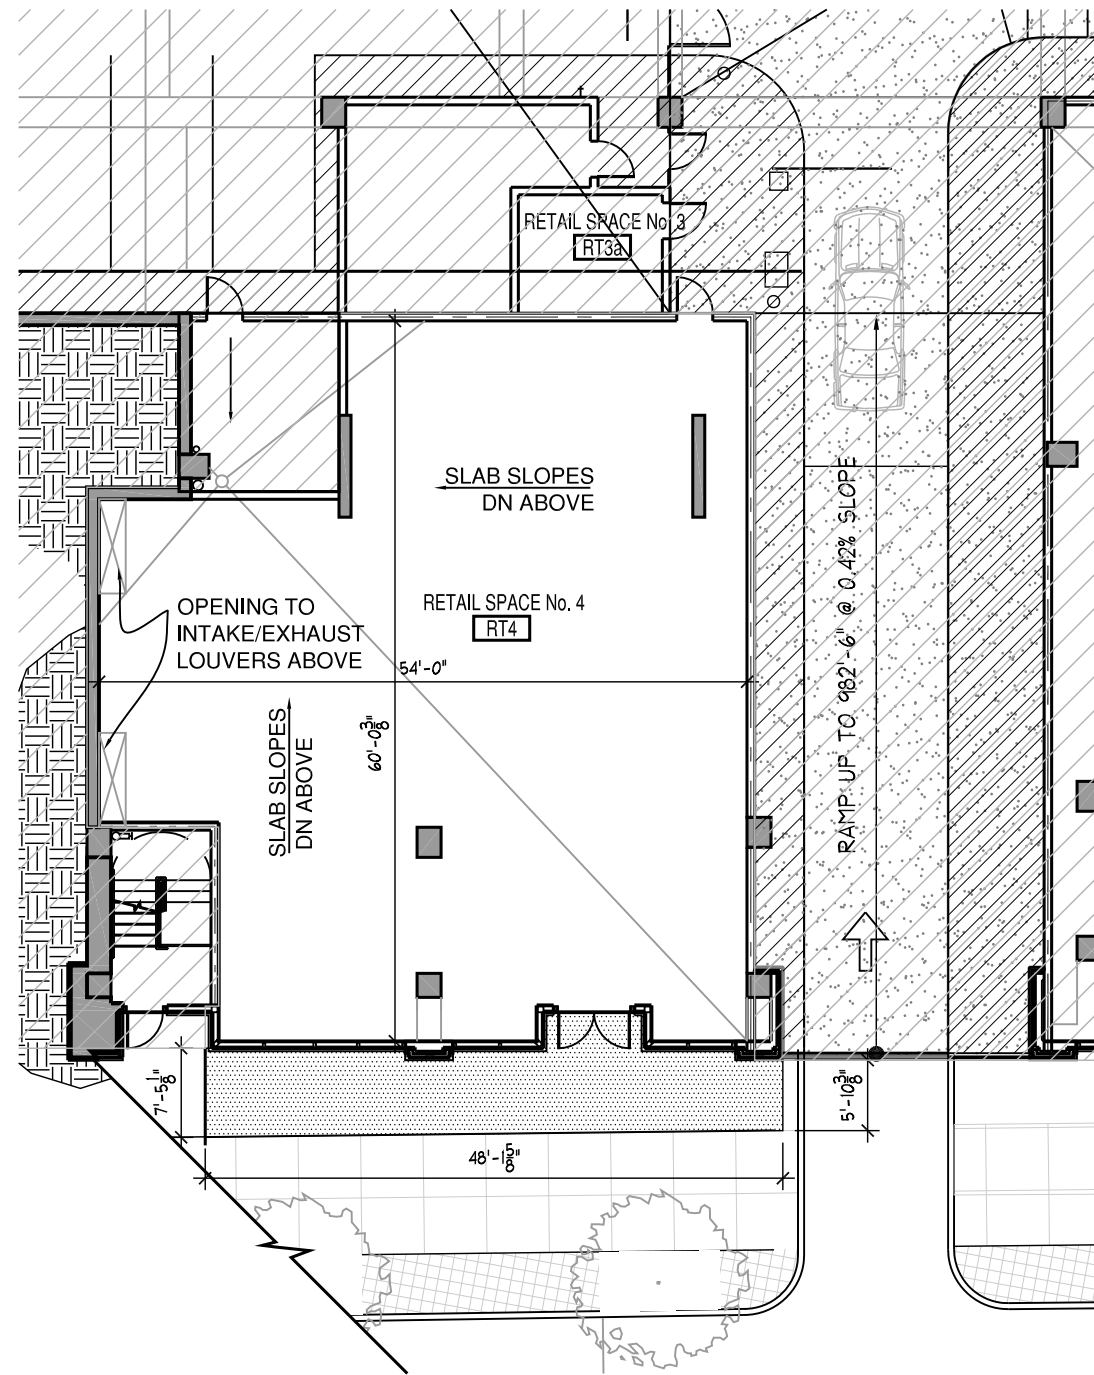 RETAIL SPACE No. 3
RT3a
SLAB SLOPES
DN ABOVE
RETAIL SPACE No. 4
RT4
OPENING TO
INTAKE/EXHAUST
LOUVERS ABOVE
54'-0"
60'-0 3/8"
SLAB SLOPES
DN ABOVE
RAMP UP TO 982'-6" @ 0.42% SLOPE
7'-5 1/8"
5'-10 3/8"
48'-1 5/8"